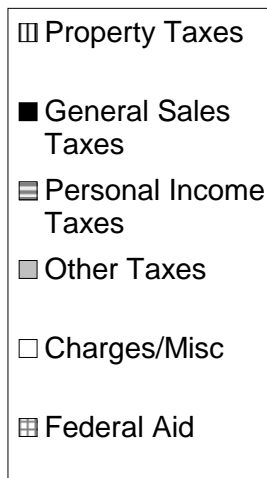 Property Taxes
General Sales
Taxes
Personal Income
Taxes
Other Taxes
Charges/Misc
Federal Aid